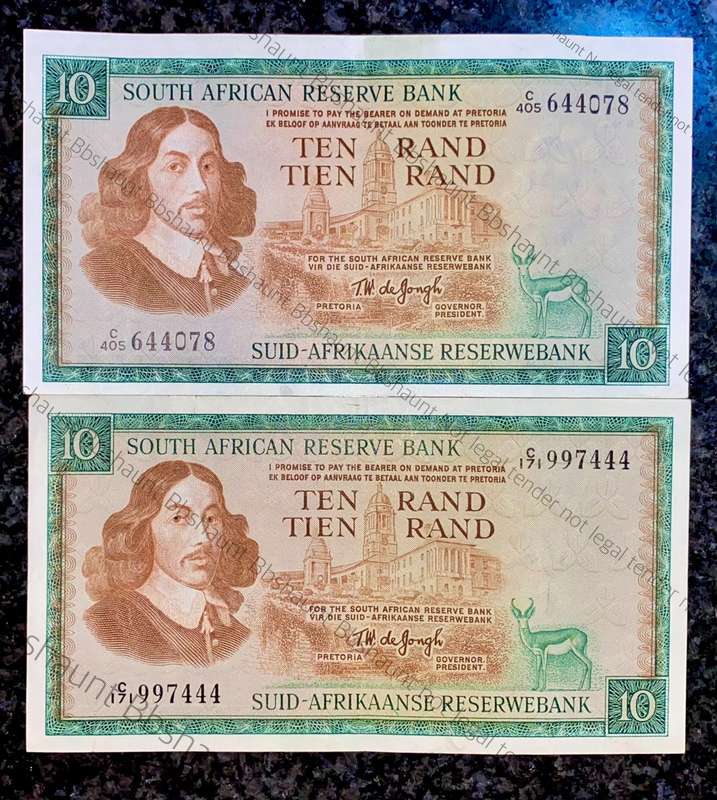 10 SOUTH AFRICAN RESERVE BANK C/405 644078
I PROMISE TO PAY THE BEARER ON DEMAND AT PRETORIA
EK BELOOF OP AANVRAAG TE BETAAL AAN TOONDER TE PRETORIA
TEN RAND
TIEN RAND
FOR THE SOUTH AFRICAN RESERVE BANK
VIR DIE SUID-AFRIKAANSE RESERWEBANK
T.W. de Jongh
PRETORIA GOVERNOR.
PRESIDENT.
C/405 644078
SUID-AFRIKAANSE RESERWEBANK 10
10 SOUTH AFRICAN RESERVE BANK C/171 997444
I PROMISE TO PAY THE BEARER ON DEMAND AT PRETORIA
EK BELOOF OP AANVRAAG TE BETAAL AAN TOONDER TE PRETORIA
TEN RAND
TIEN RAND
FOR THE SOUTH AFRICAN RESERVE BANK
VIR DIE SUID-AFRIKAANSE RESERWEBANK
T.W. de Jongh
PRETORIA GOVERNOR.
PRESIDENT.
C/171 997444
SUID-AFRIKAANSE RESERWEBANK 10
Bbshaunt Not legal tender not legal tender